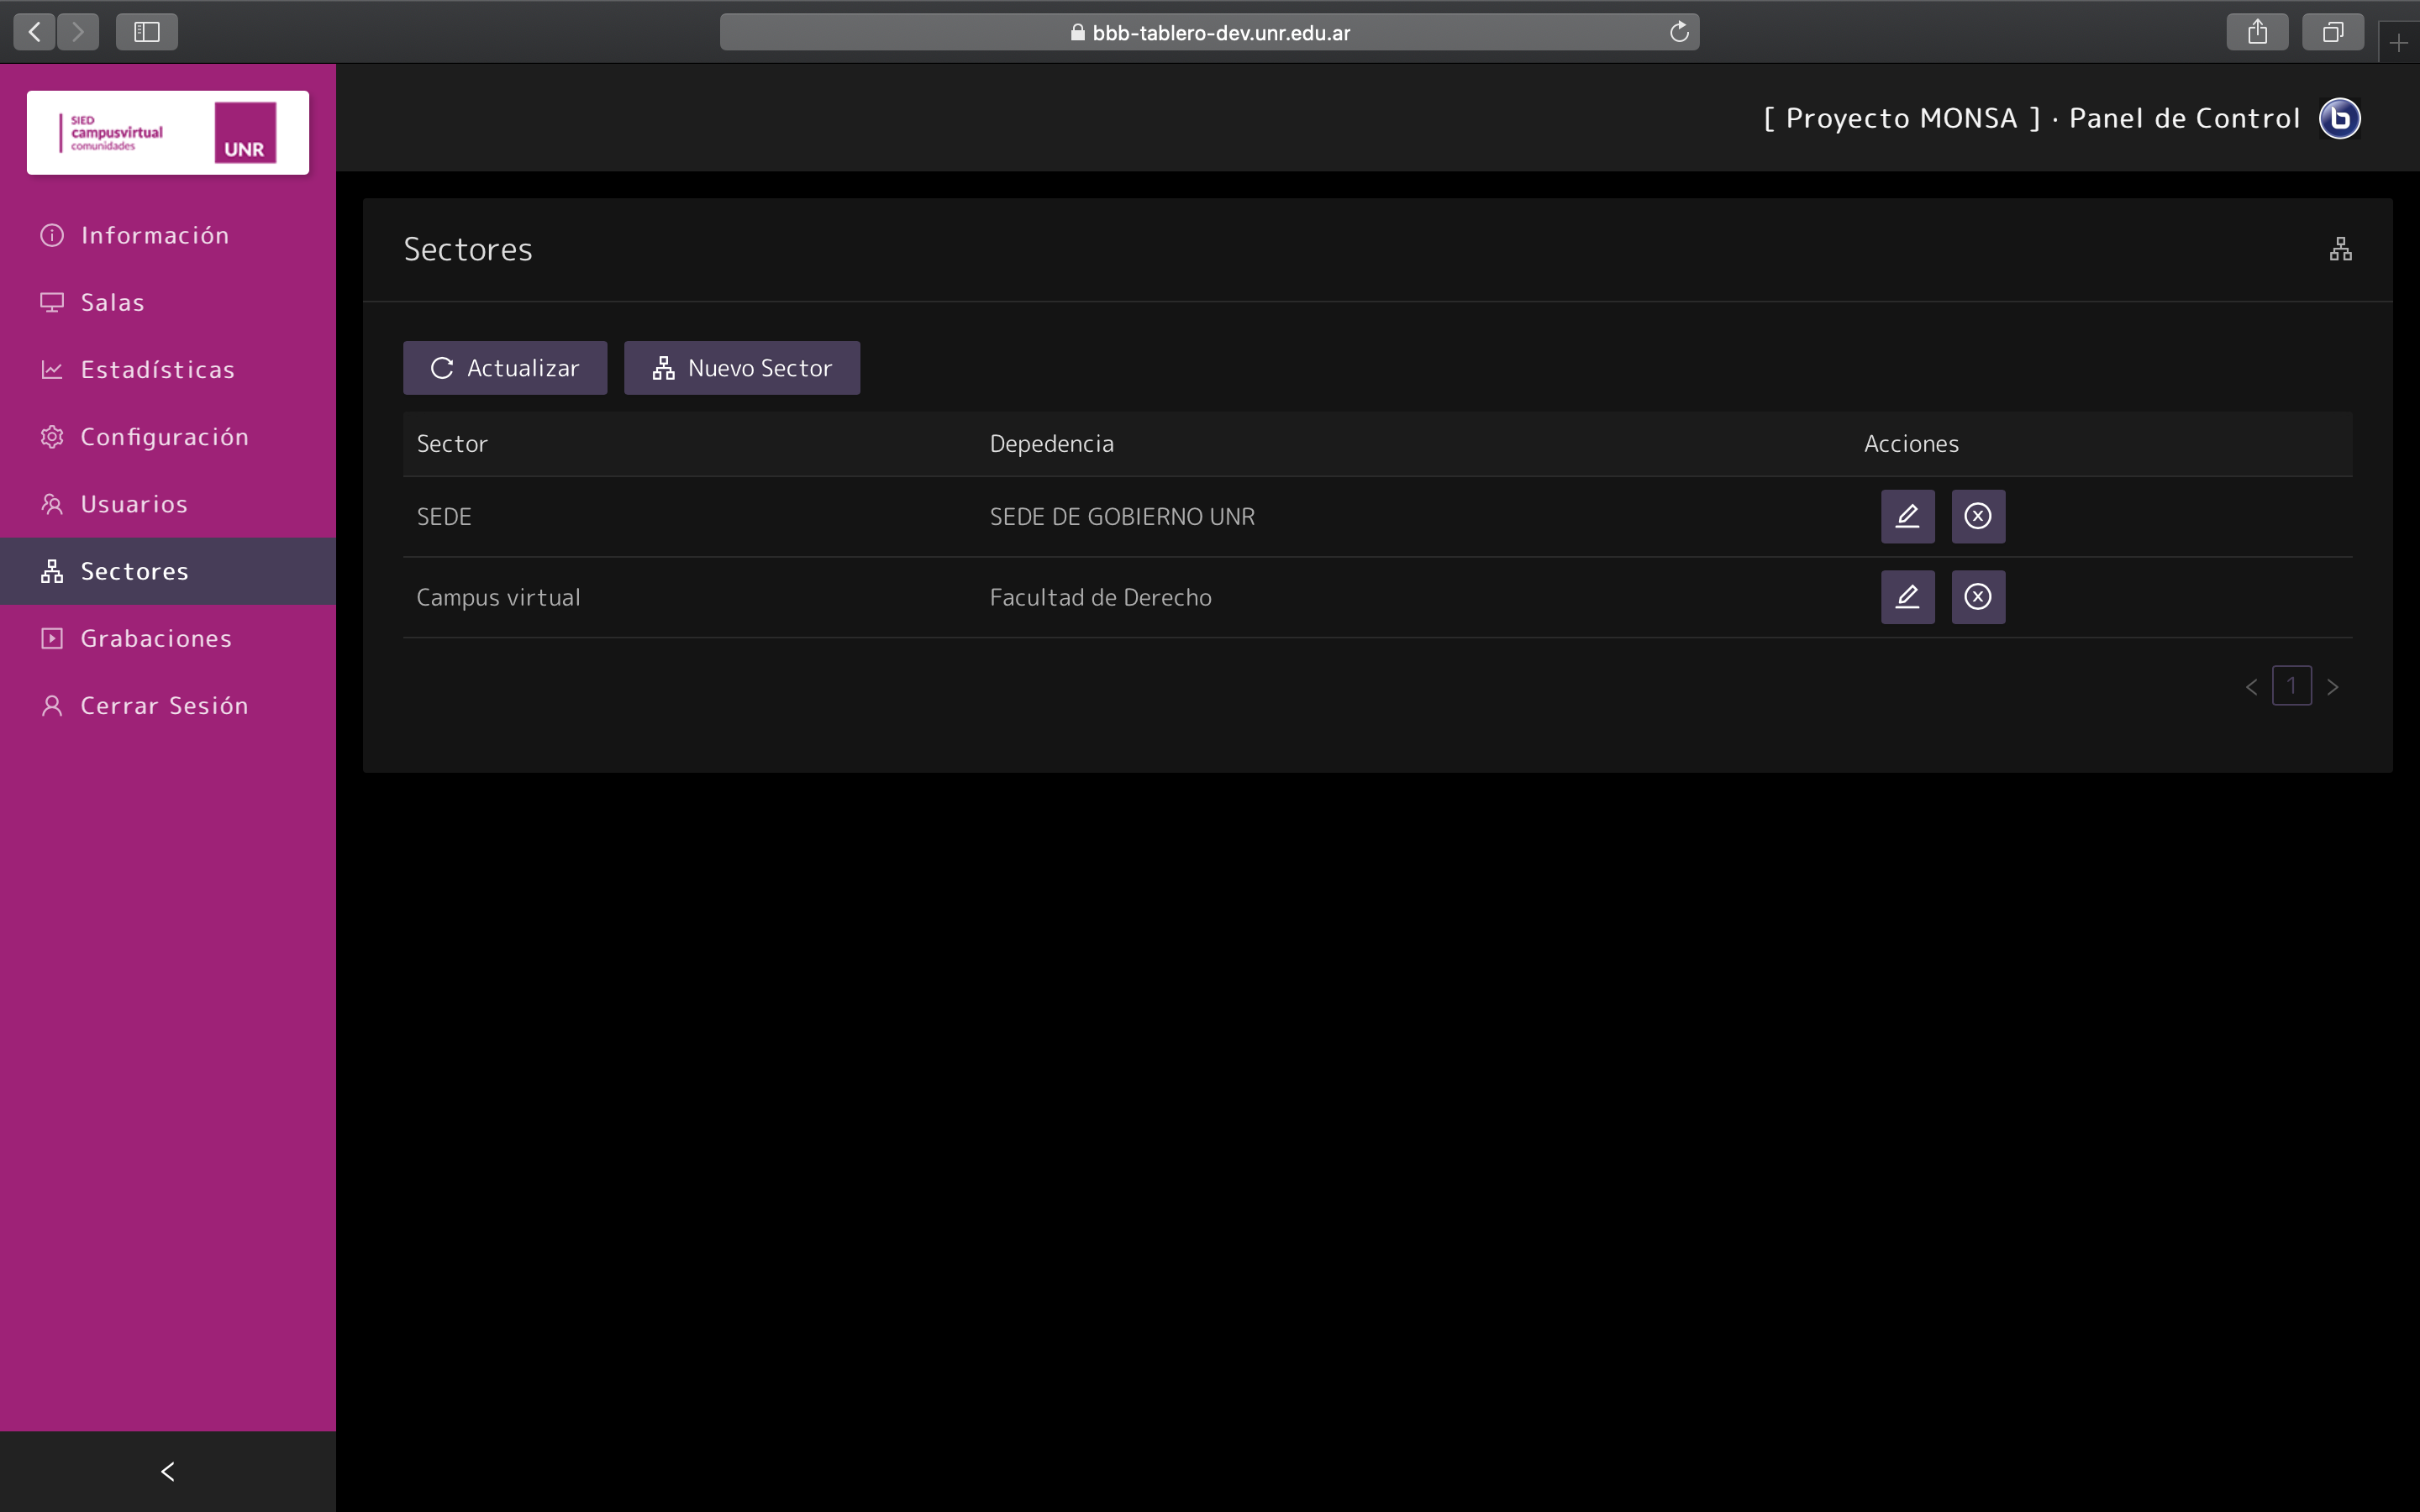 bbb-tablero-dev.unr.edu.ar
SIED
campusvirtual
comunidades
UNR
[ Proyecto MONSA ] · Panel de Control
Información
Salas
Estadísticas
Configuración
Usuarios
Sectores
Grabaciones
Cerrar Sesión
Sectores
Actualizar
Nuevo Sector
Sector Depedencia Acciones
SEDE SEDE DE GOBIERNO UNR
Campus virtual Facultad de Derecho
1